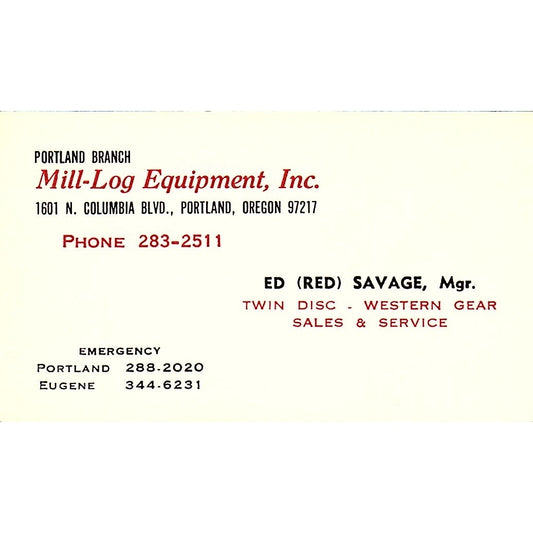 PORTLAND BRANCH
Mill-Log Equipment, Inc.
1601 N. COLUMBIA BLVD., PORTLAND, OREGON 97217
PHONE 283-2511
ED (RED) SAVAGE, Mgr.
TWIN DISC - WESTERN GEAR
SALES & SERVICE
EMERGENCY
PORTLAND 288-2020
EUGENE 344-6231